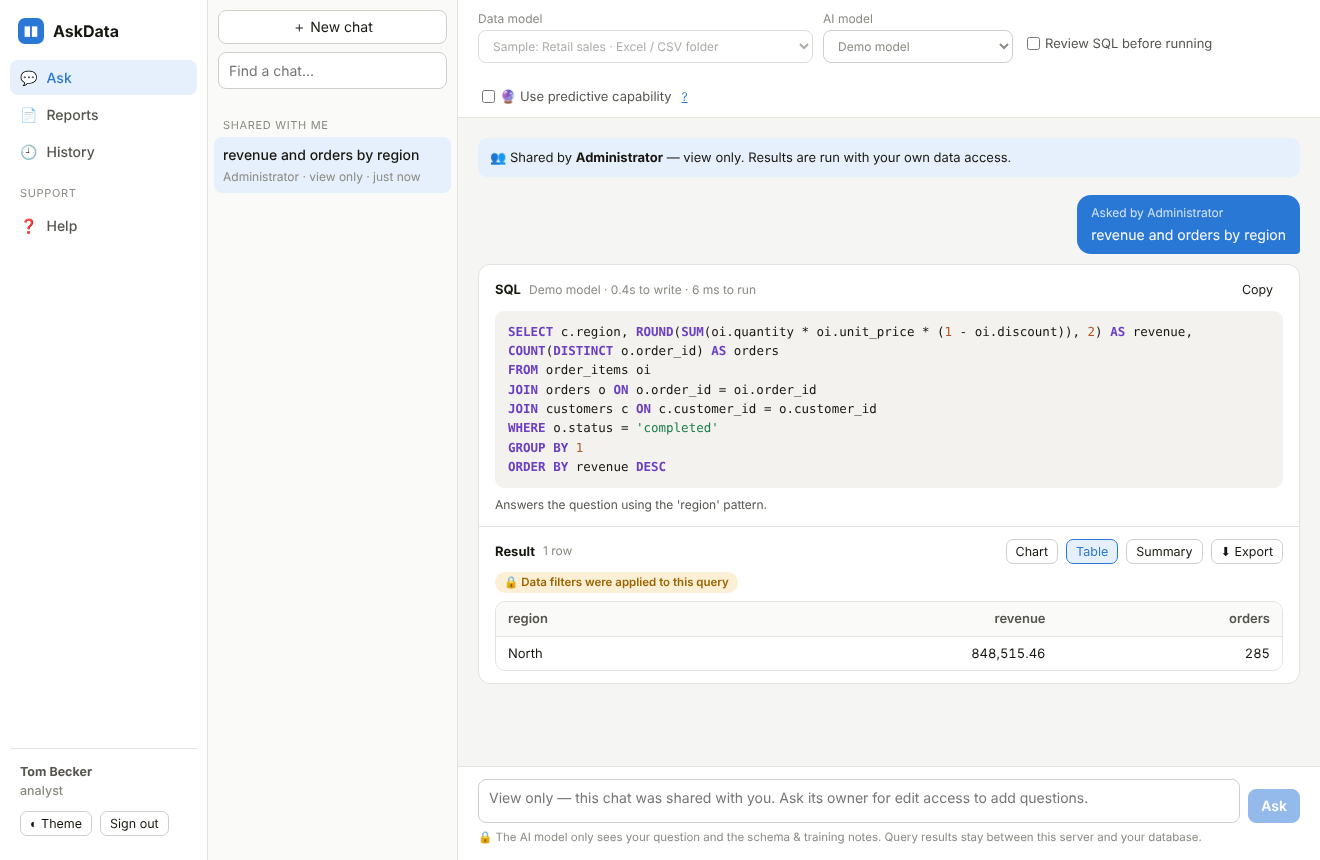 AskData
Ask
Reports
History
SUPPORT
Help
Tom Becker
analyst
Theme
Sign out
+ New chat
Find a chat...
SHARED WITH ME
revenue and orders by region
Administrator · view only · just now
Data model
AI model
Sample: Retail sales · Excel / CSV folder
Demo model
Review SQL before running
Use predictive capability ?
Shared by Administrator — view only. Results are run with your own data access.
Asked by Administrator
revenue and orders by region
SQL Demo model · 0.4s to write · 6 ms to run
Copy
SELECT c.region, ROUND(SUM(oi.quantity * oi.unit_price * (1 - oi.discount)), 2) AS revenue,
COUNT(DISTINCT o.order_id) AS orders
FROM order_items oi
JOIN orders o ON o.order_id = oi.order_id
JOIN customers c ON c.customer_id = o.customer_id
WHERE o.status = 'completed'
GROUP BY 1
ORDER BY revenue DESC
Answers the question using the 'region' pattern.
Result 1 row
Chart Table Summary ⬇ Export
Data filters were applied to this query
region revenue orders
North 848,515.46 285
View only — this chat was shared with you. Ask its owner for edit access to add questions.
Ask
The AI model only sees your question and the schema & training notes. Query results stay between this server and your database.